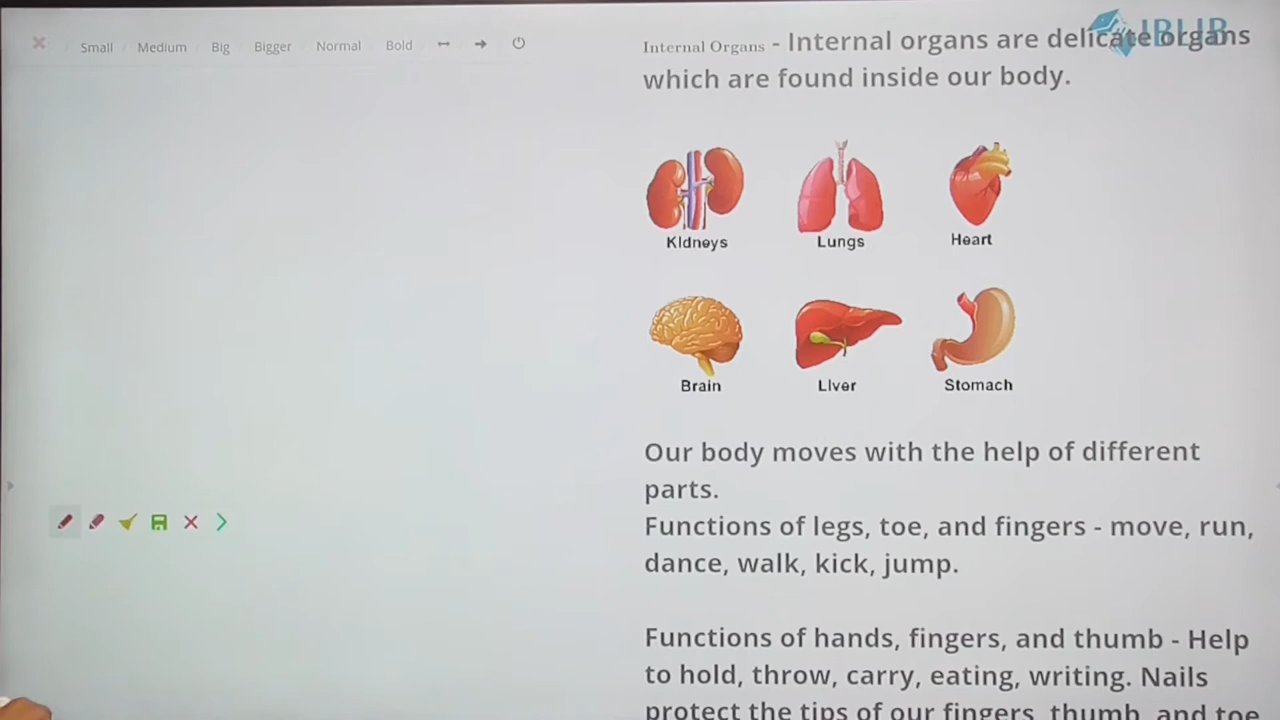 Small / Medium / Big / Bigger / Normal / Bold
Internal Organs - Internal organs are delicate organs
which are found inside our body.
KIdneys
Lungs
Heart
Brain
LIver
Stomach
Our body moves with the help of different
parts.
Functions of legs, toe, and fingers - move, run,
dance, walk, kick, jump.
Functions of hands, fingers, and thumb - Help
to hold, throw, carry, eating, writing. Nails
protect the tips of our fingers, thumb, and toe